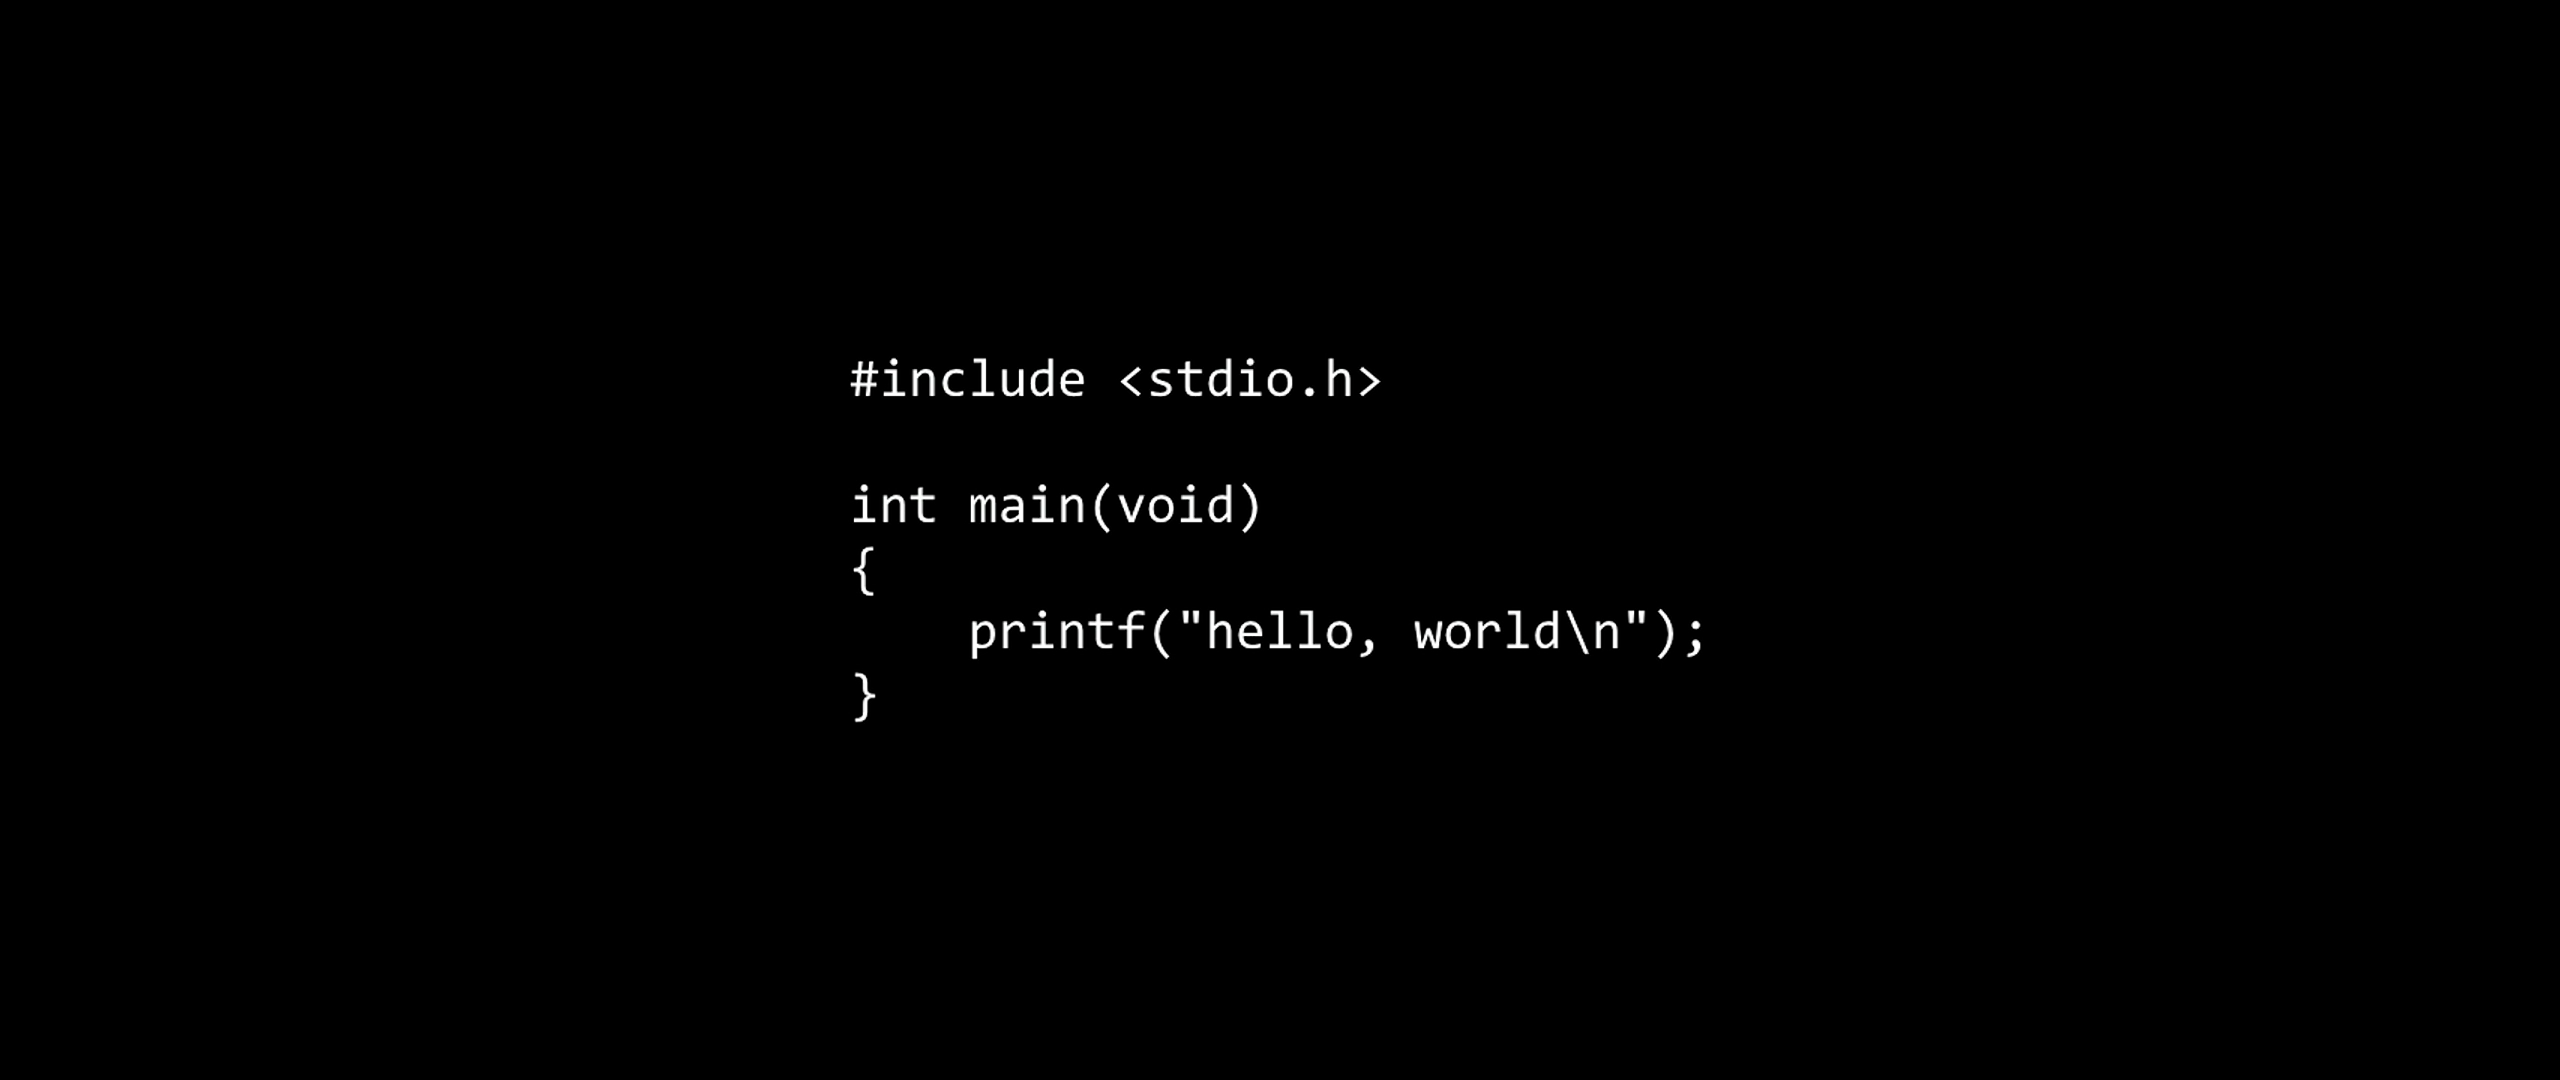 #include <stdio.h>

int main(void)
{
    printf("hello, world\n");
}